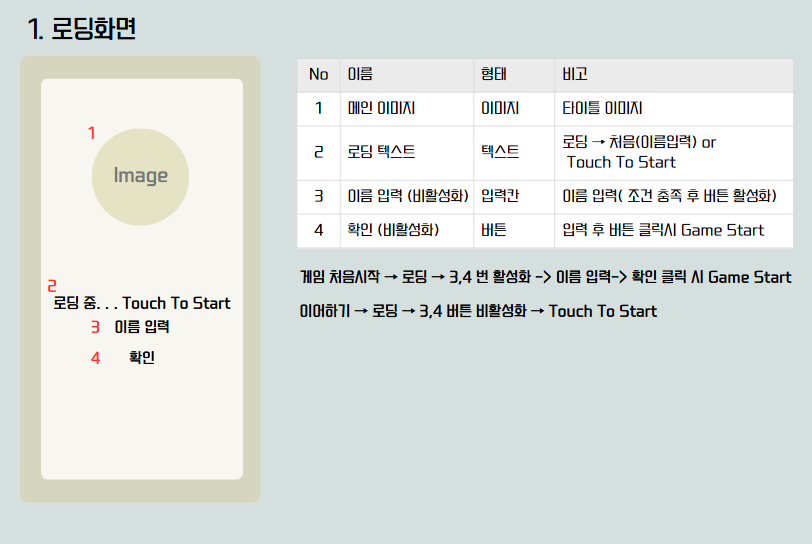 1. 로딩화면
1
Image
2
로딩 중. . . Touch To Start
3 이름 입력
4 확인
No 이름 형태 비고
1 메인 이미지 이미지 타이틀 이미지
2 로딩 텍스트 텍스트 로딩 → 처음(이름입력) or
Touch To Start
3 이름 입력 (비활성화) 입력칸 이름 입력( 조건 충족 후 버튼 활성화)
4 확인 (비활성화) 버튼 입력 후 버튼 클릭시 Game Start
게임 처음시작 → 로딩 → 3,4 번 활성화 -> 이름 입력-> 확인 클릭 시 Game Start
이어하기 → 로딩 → 3,4 버튼 비활성화 → Touch To Start